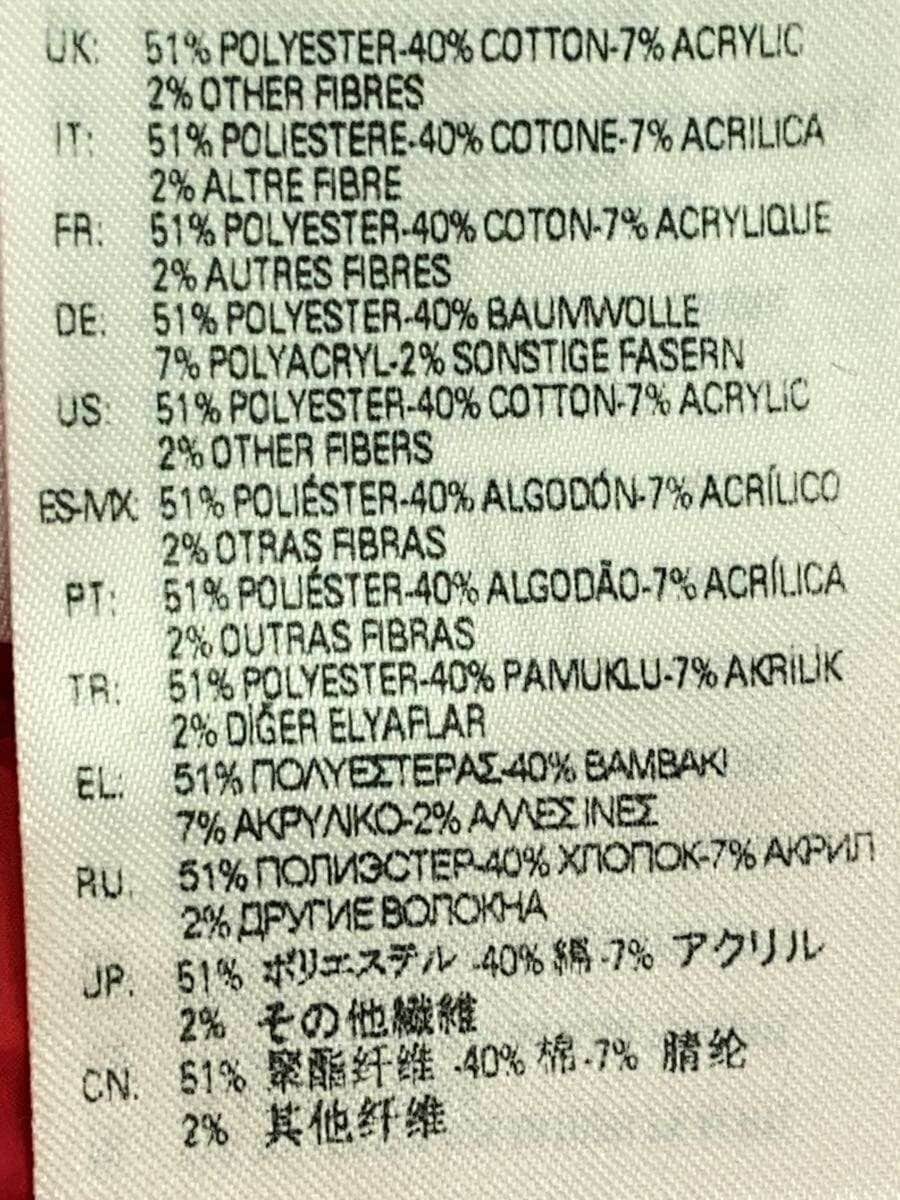 UK: 51% POLYESTER-40% COTTON-7% ACRYLIC
2% OTHER FIBRES
IT: 51% POLIESTERE-40% COTONE-7% ACRILICA
2% ALTRE FIBRE
FR: 51% POLYESTER-40% COTON-7% ACRYLIQUE
2% AUTRES FIBRES
DE: 51% POLYESTER-40% BAUMWOLLE
7% POLYACRYL-2% SONSTIGE FASERN
US: 51% POLYESTER-40% COTTON-7% ACRYLIC
2% OTHER FIBERS
ES-MX: 51% POLIÉSTER-40% ALGODÓN-7% ACRÍLICO
2% OTRAS FIBRAS
PT: 51% POLIÉSTER-40% ALGODÃO-7% ACRÍLICA
2% OUTRAS FIBRAS
TR: 51% POLYESTER-40% PAMUKLU-7% AKRİLİK
2% DİĞER ELYAFLAR
EL: 51% ΠΟΛΥΕΣΤΕΡΑΣ-40% ΒΑΜΒΑΚΙ
7% ΑΚΡΥΛΙΚΟ-2% ΑΛΛΕΣ ΙΝΕΣ
RU. 51% ПОЛИЭСТЕР-40% ХЛОПОК-7% АКРИЛ
2% ДРУГИЕ ВОЛОКНА
JP. 51% ポリエステル -40% 綿 -7% アクリル
2% その他繊維
CN. 51% 聚酯纤维 -40% 棉 -7% 腈纶
2% 其他纤维